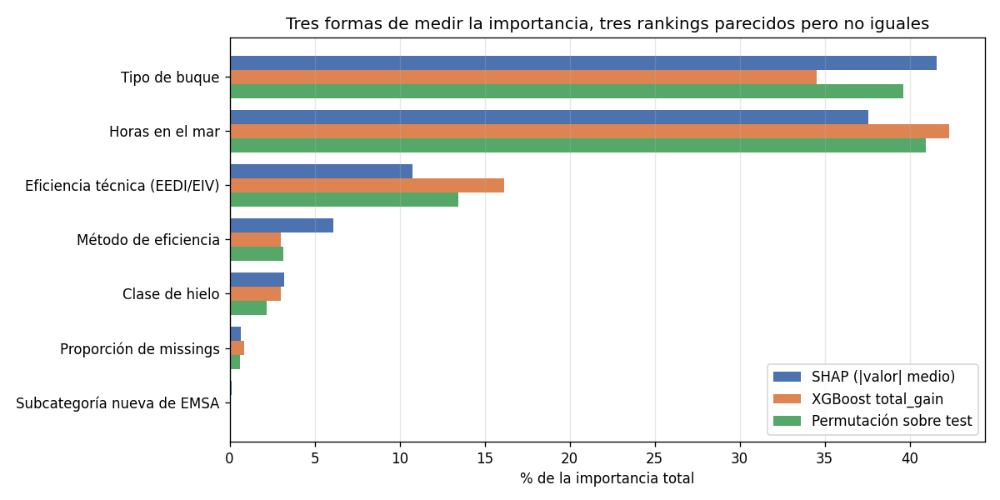 Tres formas de medir la importancia, tres rankings parecidos pero no iguales
Tipo de buque
Horas en el mar
Eficiencia técnica (EEDI/EIV)
Método de eficiencia
Clase de hielo
Proporción de missings
Subcategoría nueva de EMSA
SHAP (|valor| medio)
XGBoost total_gain
Permutación sobre test
0 5 10 15 20 25 30 35 40
% de la importancia total